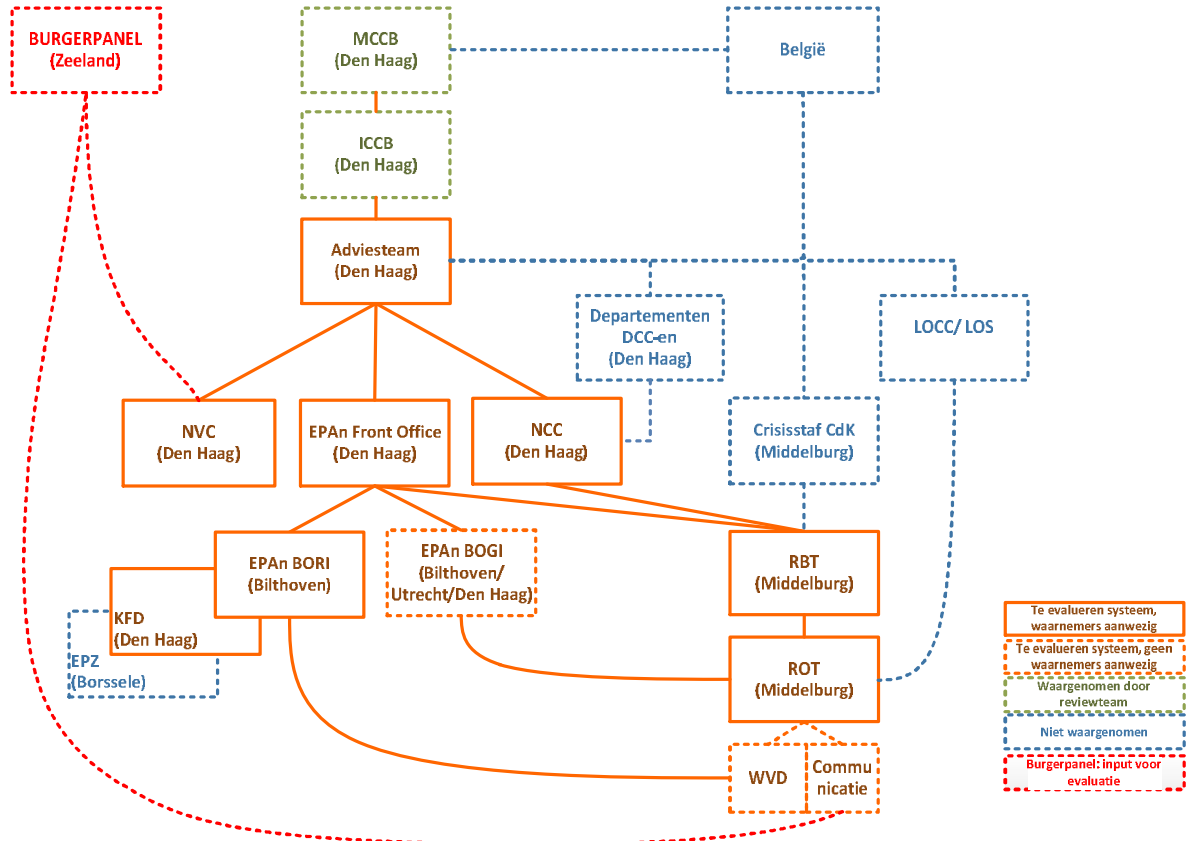 BURGERPANEL
(Zeeland)
MCCB
(Den Haag)
België
ICCB
(Den Haag)
Adviesteam
(Den Haag)
Departementen
DCC-en
(Den Haag)
LOCC/ LOS
NVC
(Den Haag)
EPAn Front Office
(Den Haag)
NCC
(Den Haag)
Crisisstaf CdK
(Middelburg)
EPAn BORI
(Bilthoven)
EPAn BOGI
(Bilthoven/
Utrecht/Den Haag)
RBT
(Middelburg)
KFD
(Den Haag)
EPZ
(Borssele)
ROT
(Middelburg)
WVD
Commu
nicatie
Te evalueren systeem,
waarnemers aanwezig
Te evalueren systeem, geen
waarnemers aanwezig
Waargenomen door
reviewteam
Niet waargenomen
Burgerpanel: input voor
evaluatie